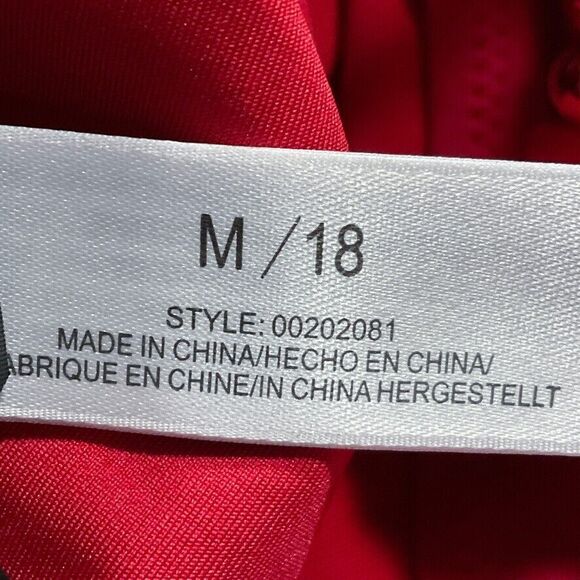 M / 18
STYLE: 00202081
MADE IN CHINA/HECHO EN CHINA/
ABRIQUE EN CHINE/IN CHINA HERGESTELLT